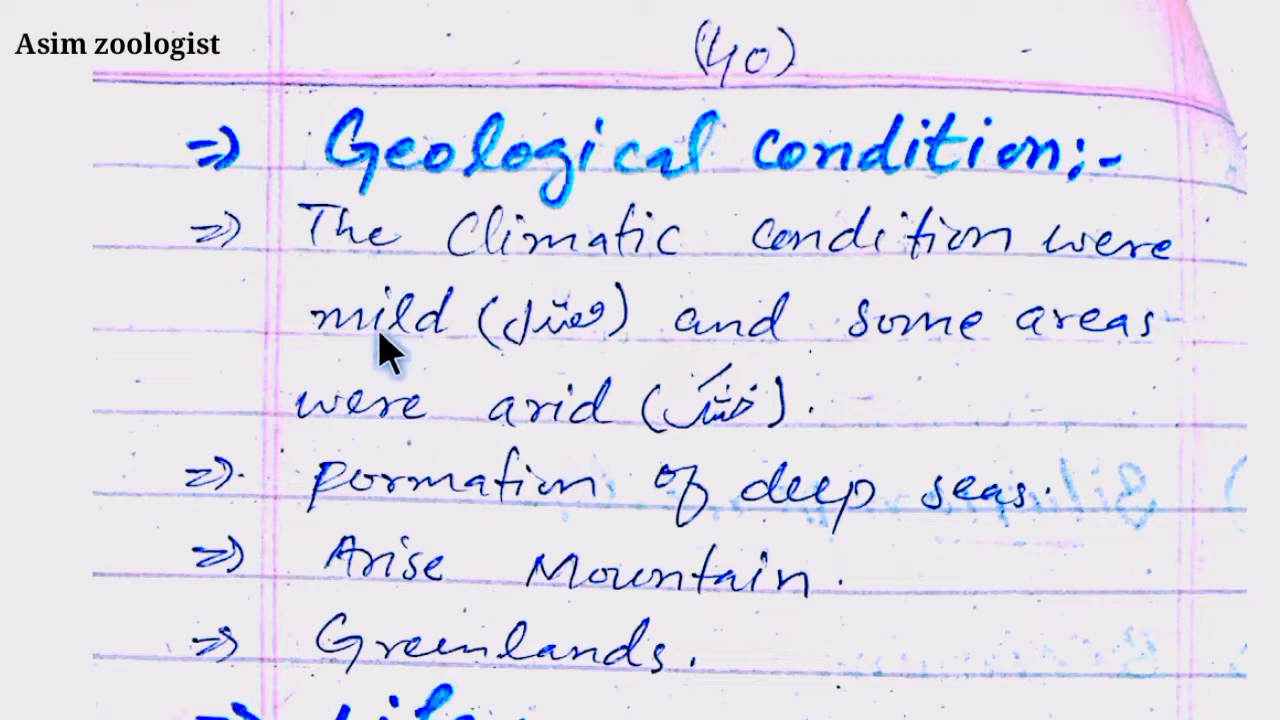 Asim zoologist
(40)
⇒ Geological condition:-
⇒ The Climatic condition were
mild (معتدل) and some areas
were arid (خشک).
⇒ formation of deep seas.
⇒ Arise Mountain.
⇒ Greenlands.